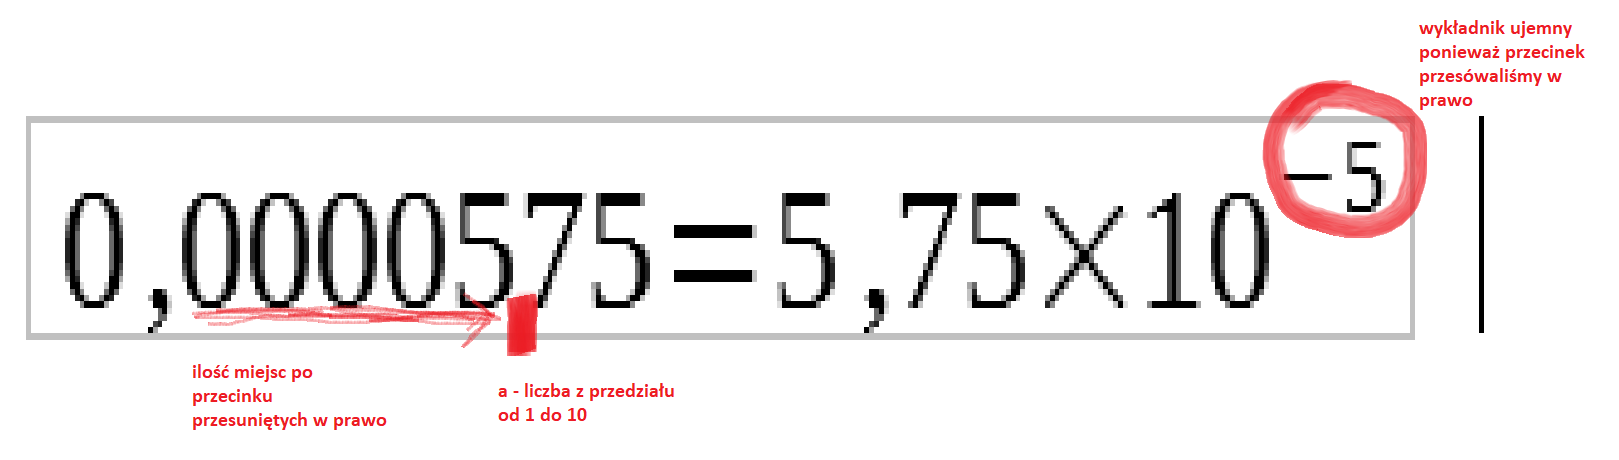 wykładnik ujemny
ponieważ przecinek
przesówaliśmy w
prawo
0,0000575=5,75×10⁻⁵
ilość miejsc po
przecinku
przesuniętych w prawo
a - liczba z przedziału
od 1 do 10